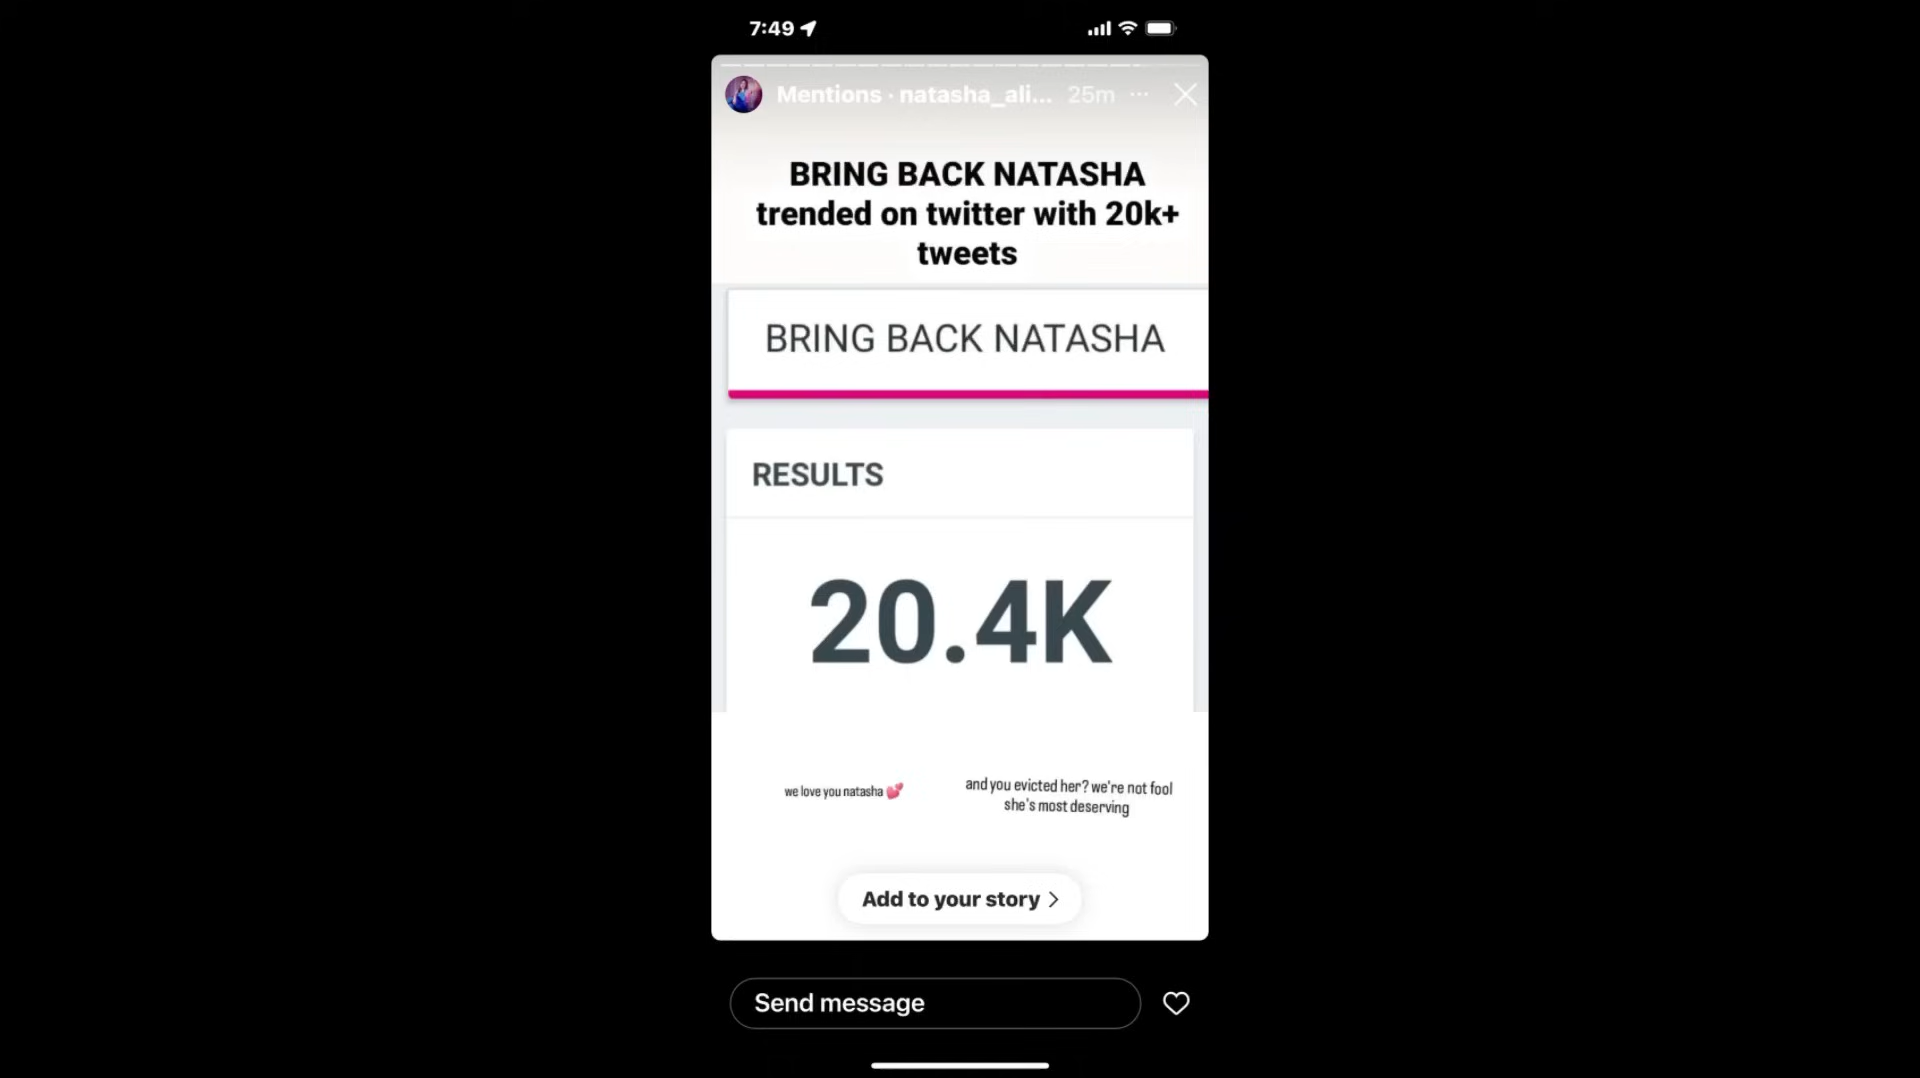 7:49
Mentions · natasha_ali... 25m ...
BRING BACK NATASHA
trended on twitter with 20k+
tweets
BRING BACK NATASHA
RESULTS
20.4K
we love you natasha 💕
and you evicted her? we're not fool
she's most deserving
Add to your story >
Send message